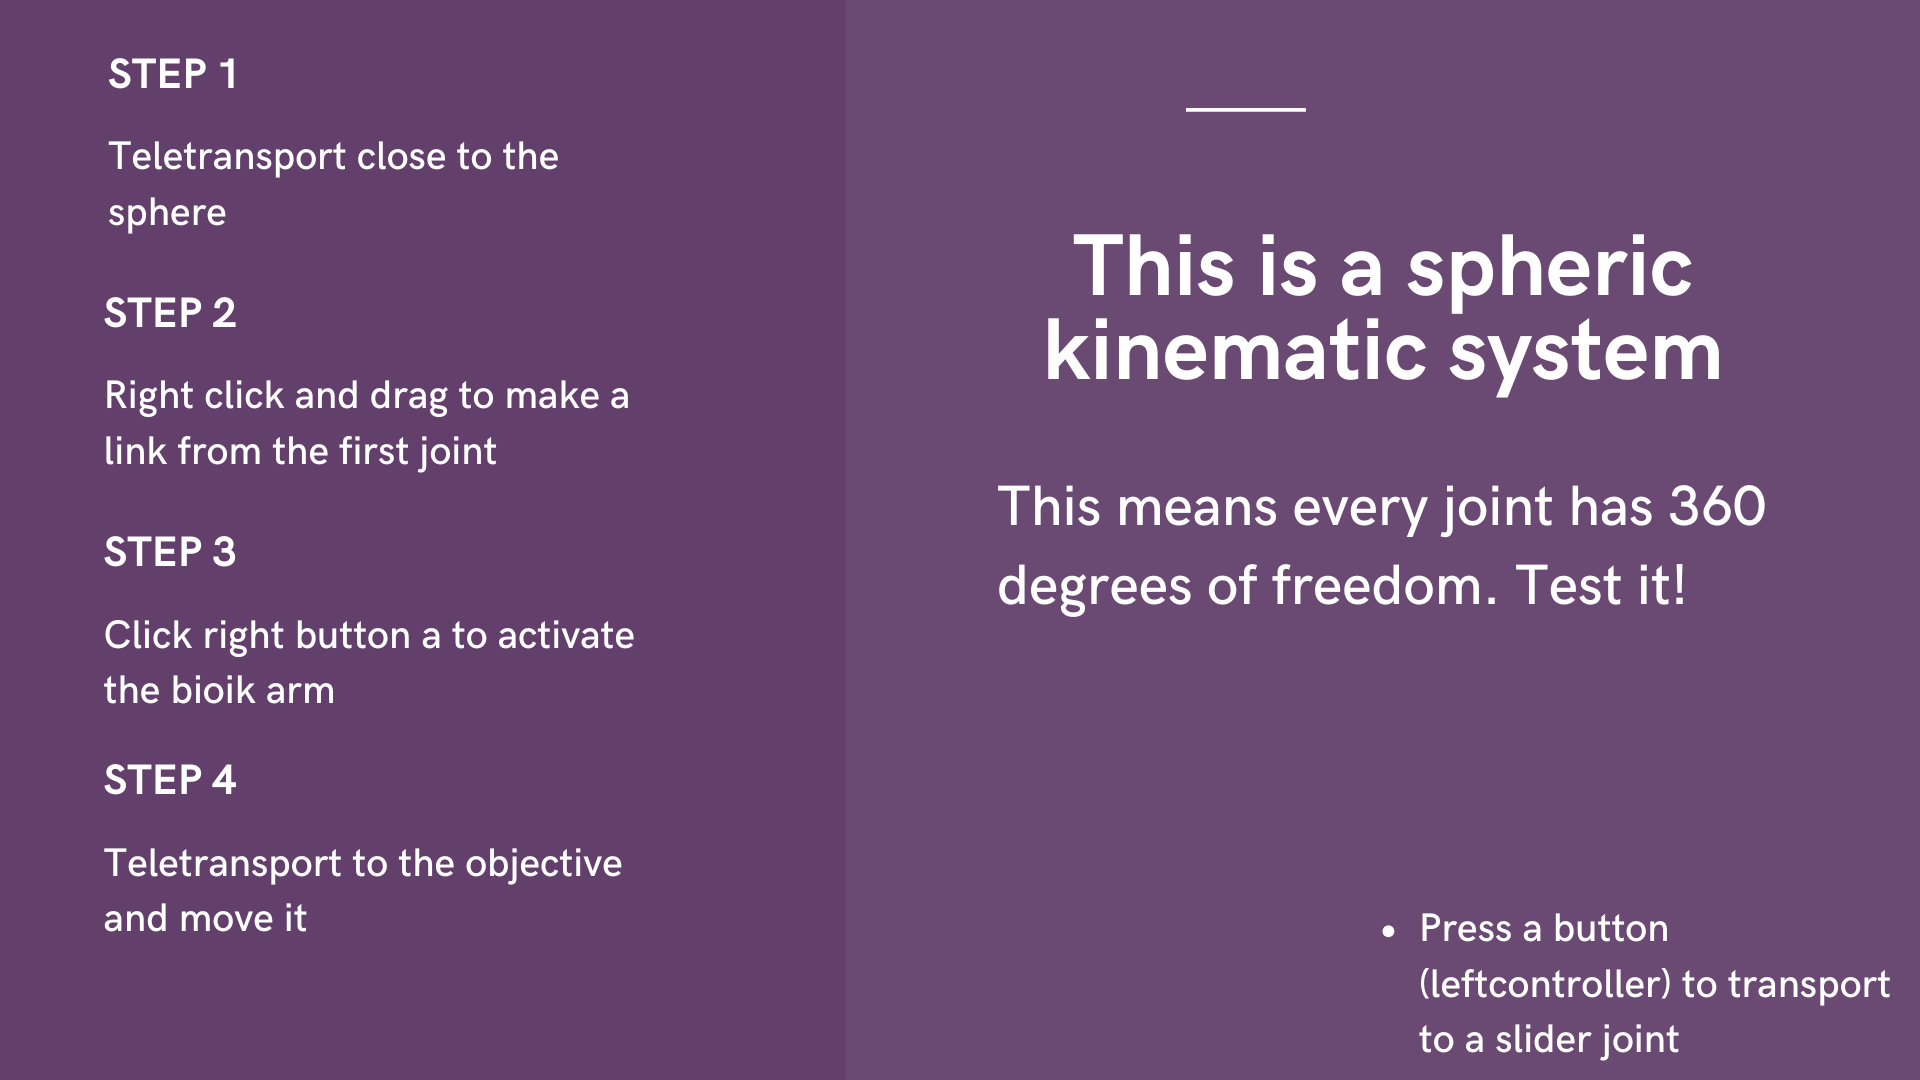 STEP 1
Teletransport close to the
sphere
STEP 2
Right click and drag to make a
link from the first joint
STEP 3
Click right button a to activate
the bioik arm
STEP 4
Teletransport to the objective
and move it
This is a spheric
kinematic system
This means every joint has 360
degrees of freedom. Test it!
• Press a button
(leftcontroller) to transport
to a slider joint